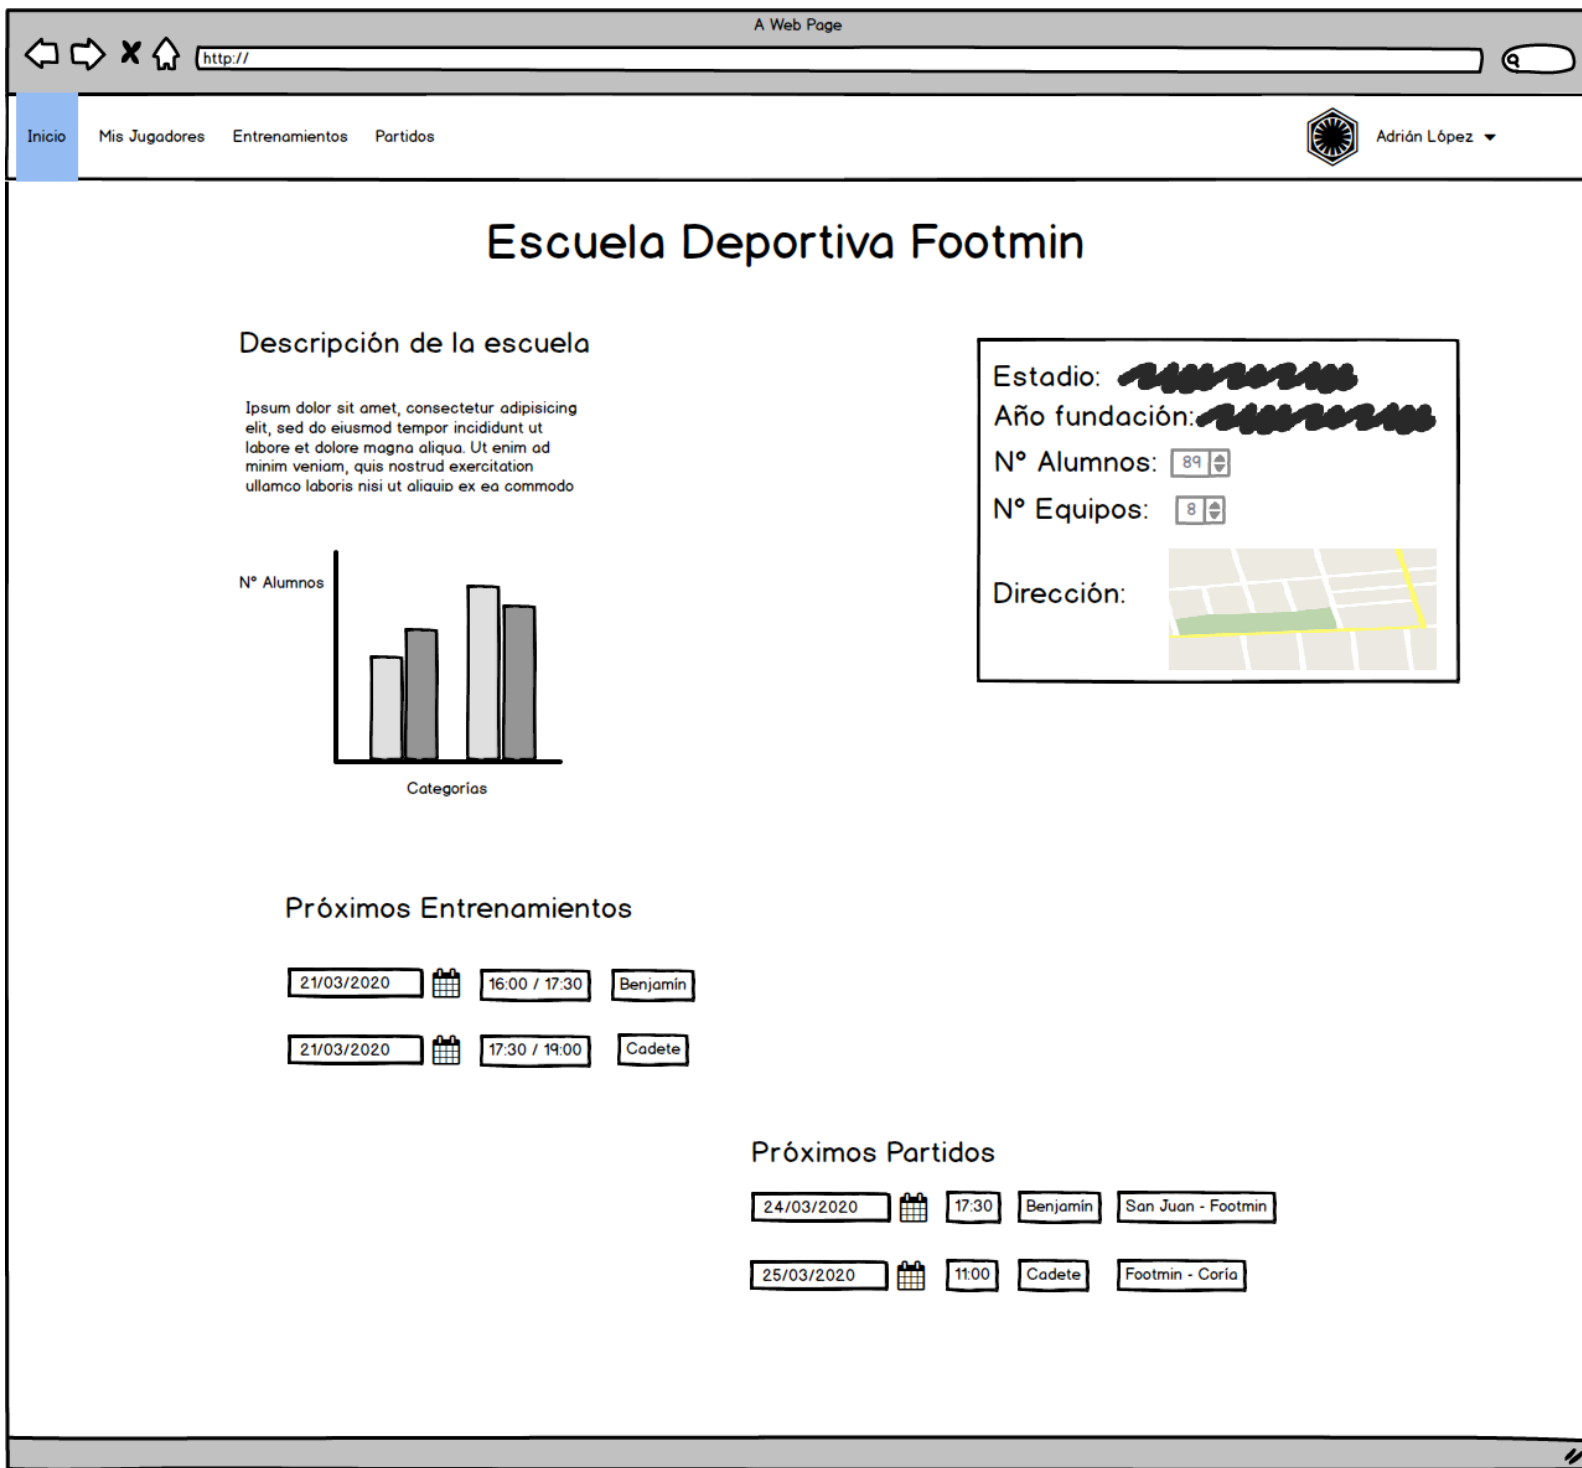 A Web Page
http://
Inicio Mis Jugadores Entrenamientos Partidos Adrián López
Escuela Deportiva Footmin
Descripción de la escuela
Ipsum dolor sit amet, consectetur adipisicing
elit, sed do eiusmod tempor incididunt ut
labore et dolore magna aliqua. Ut enim ad
minim veniam, quis nostrud exercitation
ullamco laboris nisi ut aliquip ex ea commodo
Estadio:
Año fundación:
Nº Alumnos: 89
Nº Equipos: 8
Dirección:
Nº Alumnos
Categorías
Próximos Entrenamientos
21/03/2020 16:00 / 17:30 Benjamín
21/03/2020 17:30 / 19:00 Cadete
Próximos Partidos
24/03/2020 17:30 Benjamín San Juan - Footmin
25/03/2020 11:00 Cadete Footmin - Coría